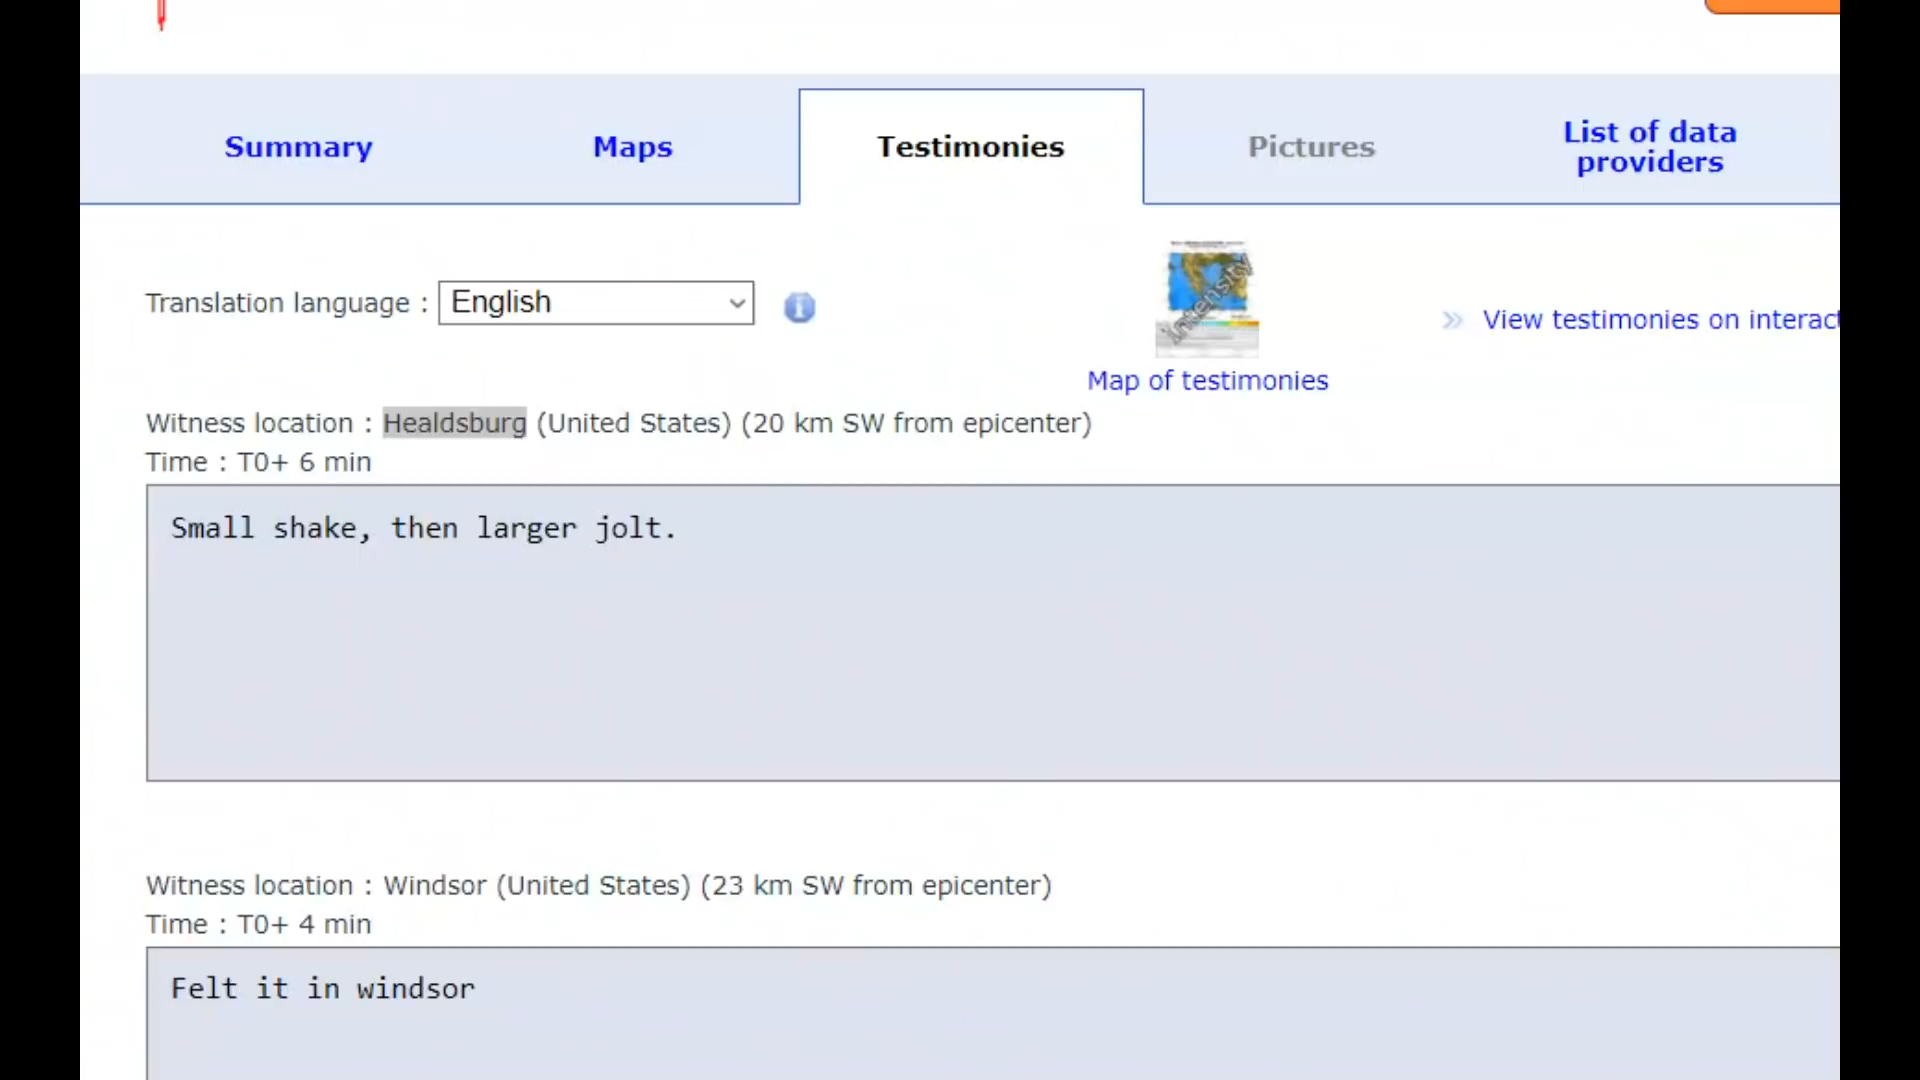 Summary
Maps
Testimonies
Pictures
List of data
providers
Translation language : English
intensity
Map of testimonies
View testimonies on interact
Witness location : Healdsburg (United States) (20 km SW from epicenter)
Time : T0+ 6 min
Small shake, then larger jolt.
Witness location : Windsor (United States) (23 km SW from epicenter)
Time : T0+ 4 min
Felt it in windsor